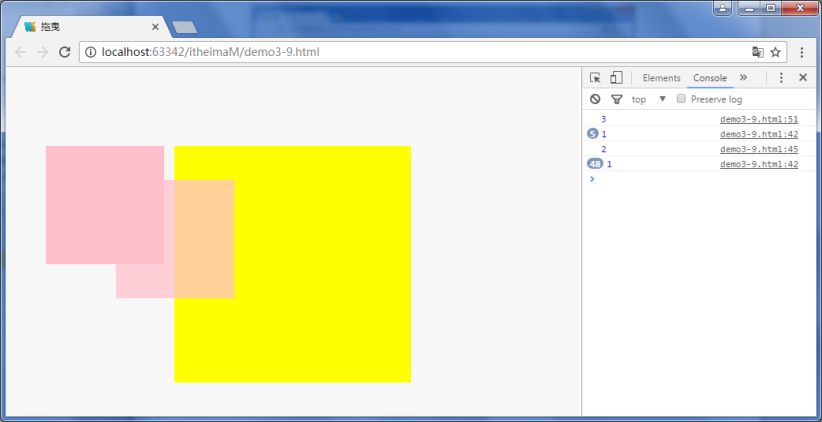 拖曳
localhost:63342/itheimaM/demo3-9.html
Elements Console
top Preserve log
3 demo3-9.html:51
5 1 demo3-9.html:42
2 demo3-9.html:45
48 1 demo3-9.html:42